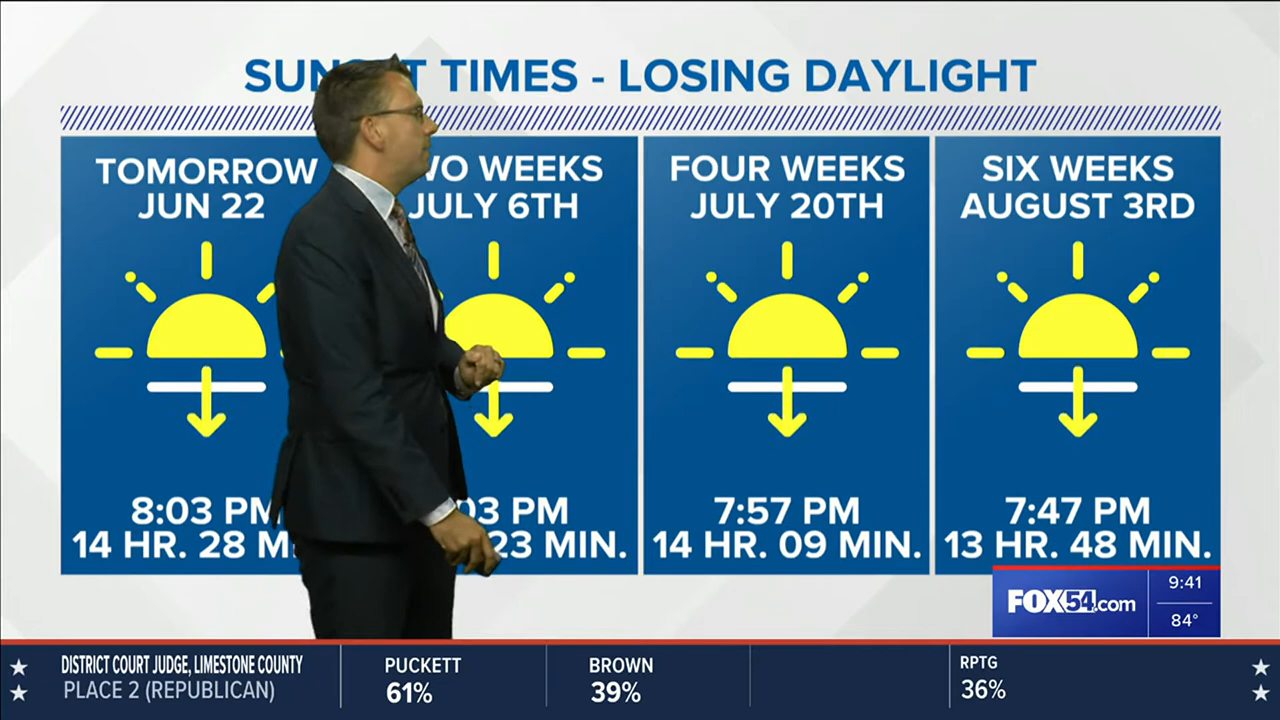 TIMES - LOSING DAYLIGHT
TOMORROW
JUN 22
8:03 PM
14 HR. 28
WEEKS
JULY 6TH
PM
23 MIN.
FOUR WEEKS
JULY 20TH
7:57 PM
14 HR. 09 MIN.
SIX WEEKS
AUGUST 3RD
7:47 PM
13 HR. 48 MIN.
FOX54.com
9:41
84°
DISTRICT COURT JUDGE, LIMESTONE COUNTY
PLACE 2 (REPUBLICAN)
PUCKETT
61%
BROWN
39%
RPTG
36%